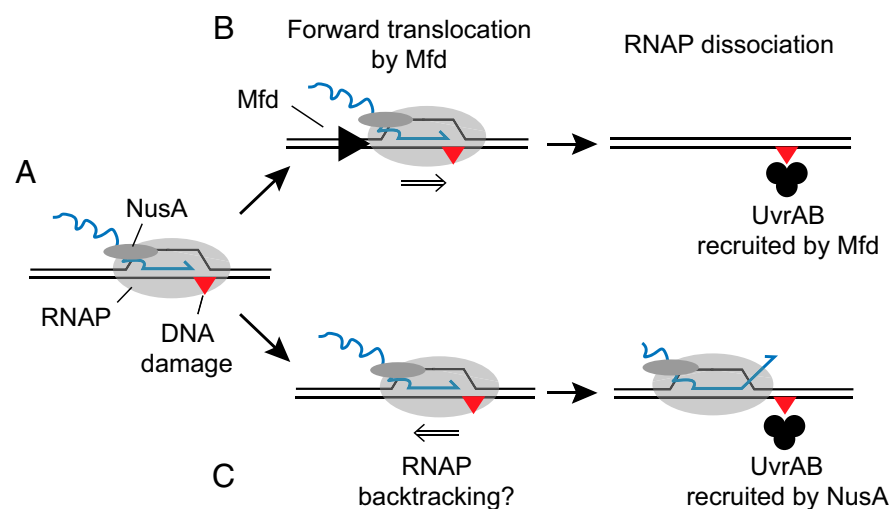 B
Forward translocation
by Mfd
RNAP dissociation
Mfd
A
NusA
UvrAB
recruited by Mfd
RNAP
DNA
damage
C
RNAP
backtracking?
UvrAB
recruited by NusA